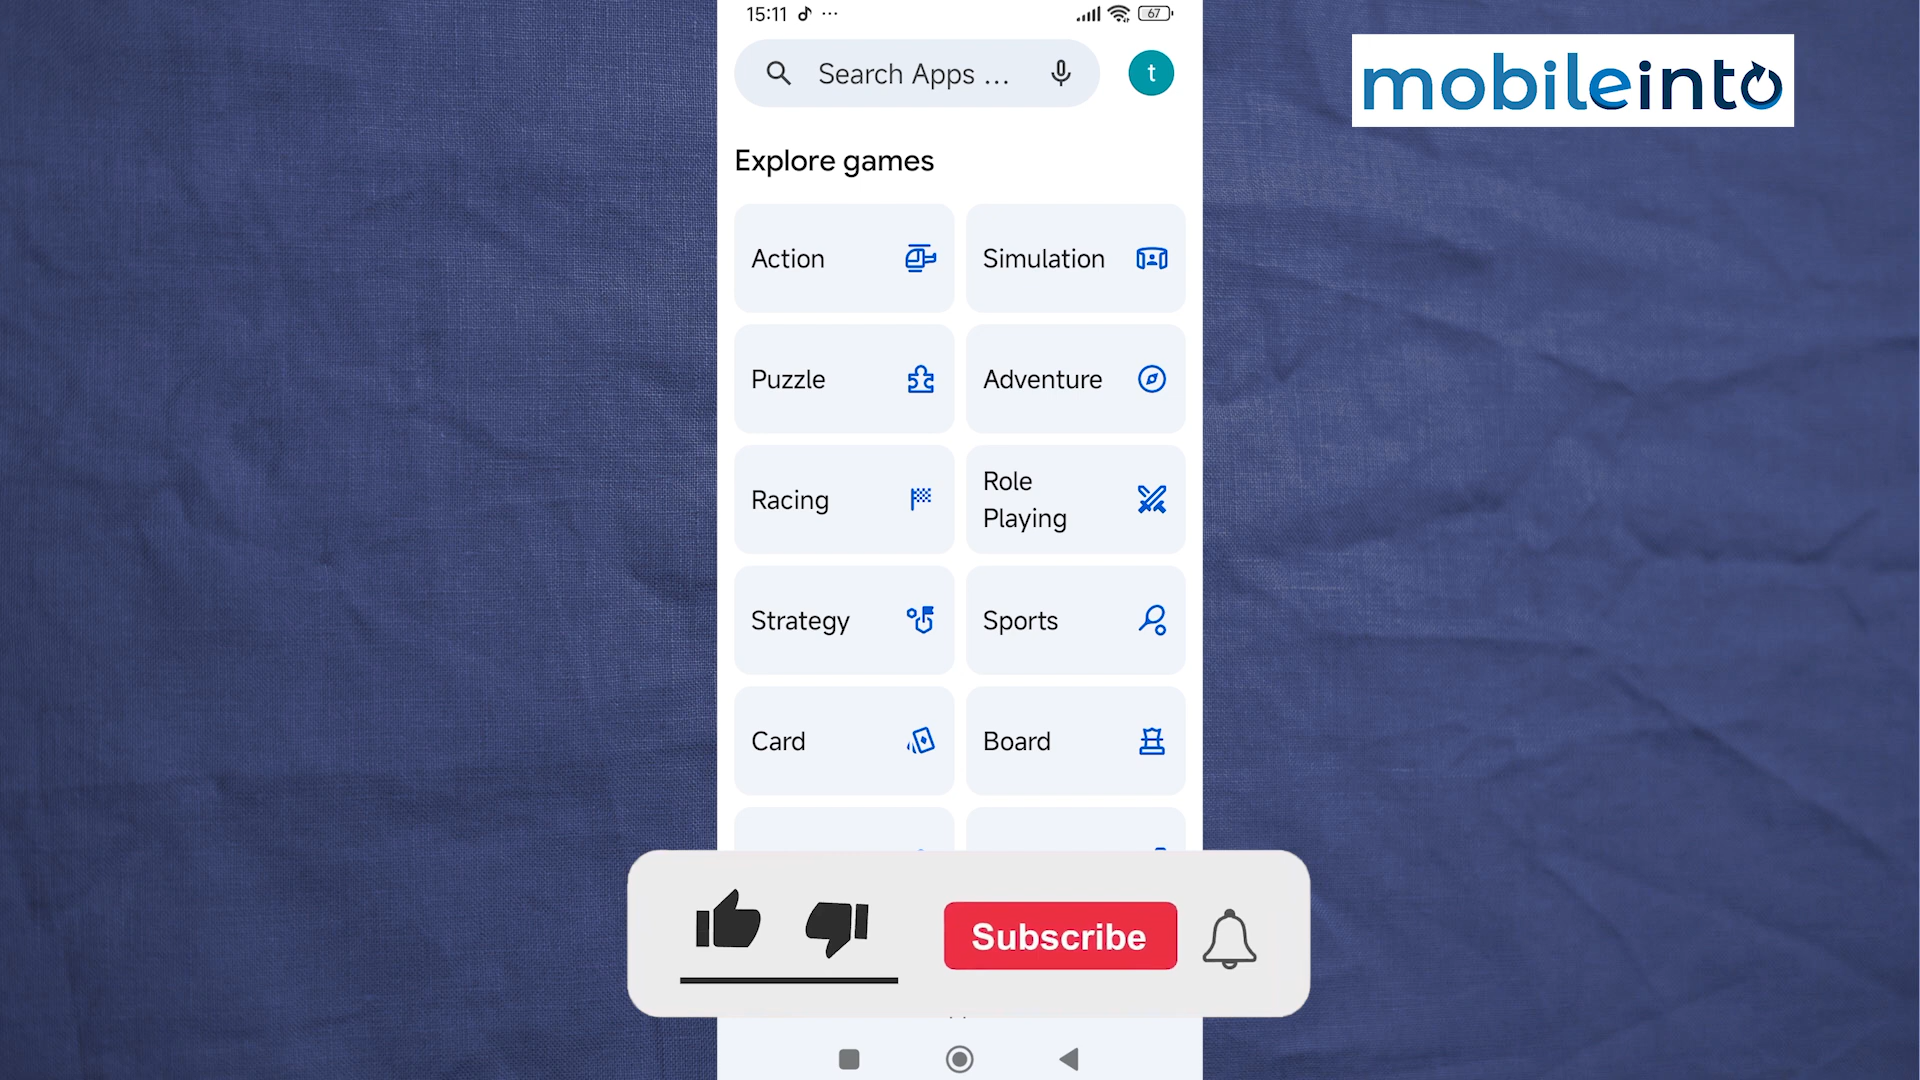 15:11
67
Search Apps ...
t
mobileinto
Explore games
Action
Simulation
Puzzle
Adventure
Racing
Role
Playing
Strategy
Sports
Card
Board
Subscribe